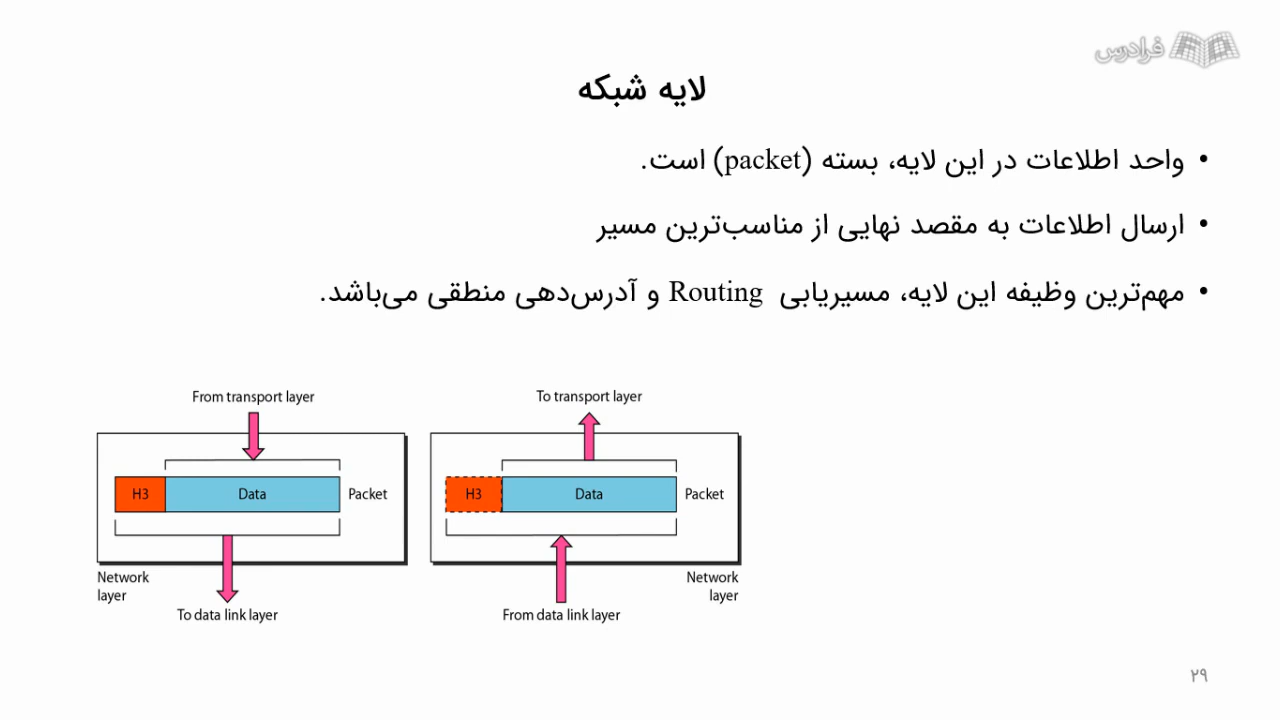 فرادرس
لایه شبکه
• واحد اطلاعات در این لایه، بسته (packet) است.
• ارسال اطلاعات به مقصد نهایی از مناسب‌ترین مسیر
• مهم‌ترین وظیفه این لایه، مسیریابی Routing و آدرس‌دهی منطقی می‌باشد.
From transport layer
H3 Data Packet
Network
layer
To data link layer
To transport layer
H3 Data Packet
Network
layer
From data link layer
۲۹